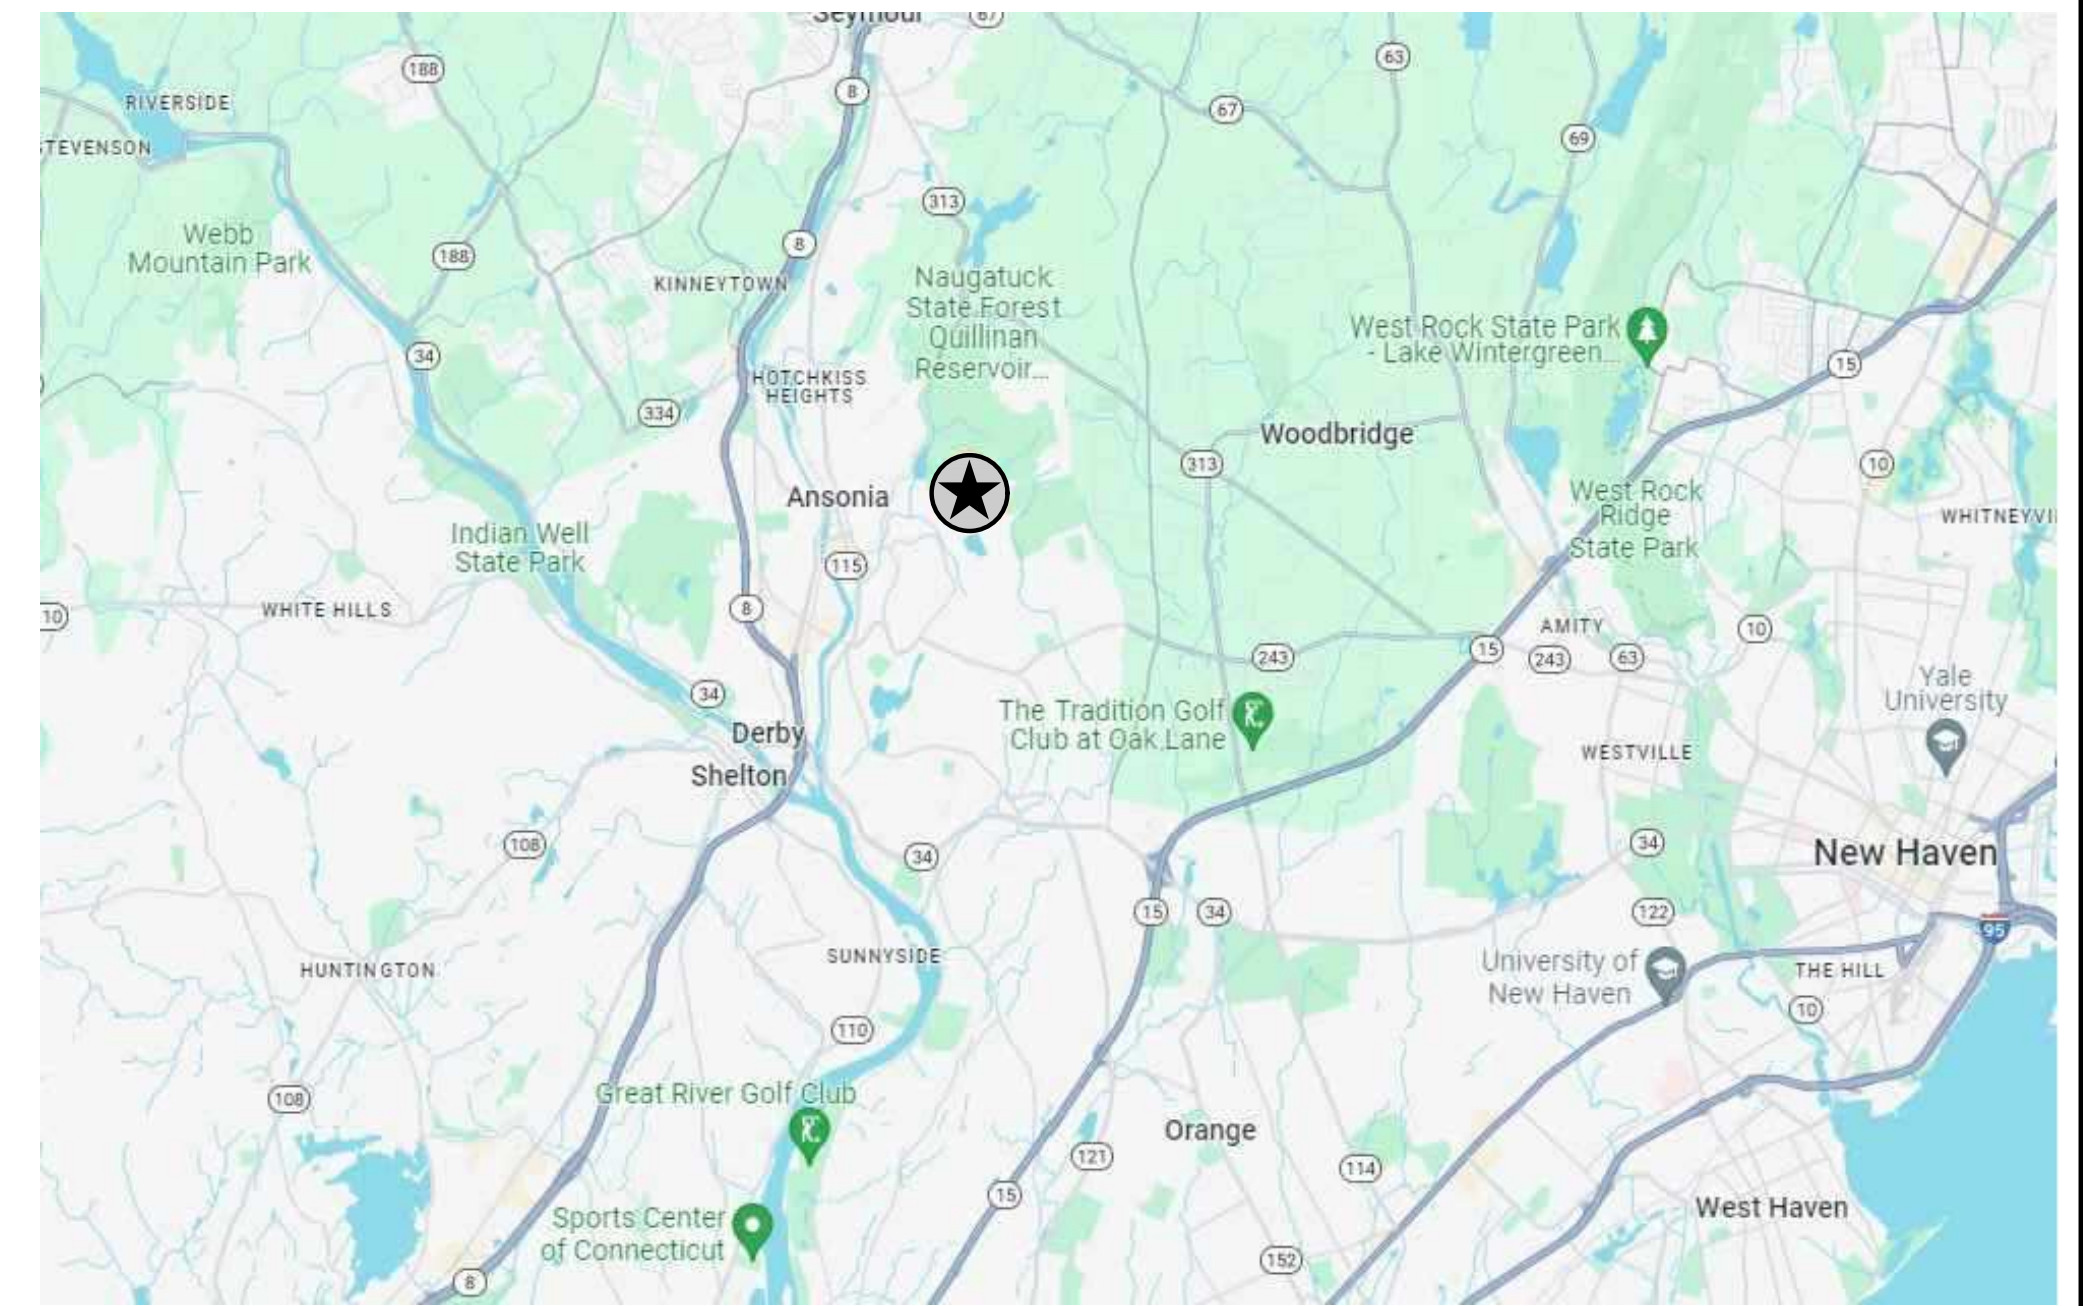 Seymour
67
188
63
8
RIVERSIDE
67
69
STEVENSON
313
Webb
Mountain Park
8
188
KINNEYTOWN
Naugatuck
State Forest
Quillinan
Reservoir...
West Rock State Park
- Lake Wintergreen...
34
15
HOTCHKISS
HEIGHTS
334
Woodbridge
313
10
Ansonia
West Rock
Ridge
State Park
WHITNEYVI
Indian Well
State Park
115
10
WHITE HILLS
8
AMITY
10
243
15
243
63
34
Yale
University
The Tradition Golf
Club at Oak Lane
Derby
Shelton
WESTVILLE
108
34
34
New Haven
15
34
122
95
SUNNYSIDE
HUNTINGTON
University of
New Haven
THE HILL
10
110
108
Great River Golf Club
Orange
121
114
15
Sports Center
of Connecticut
West Haven
152
8